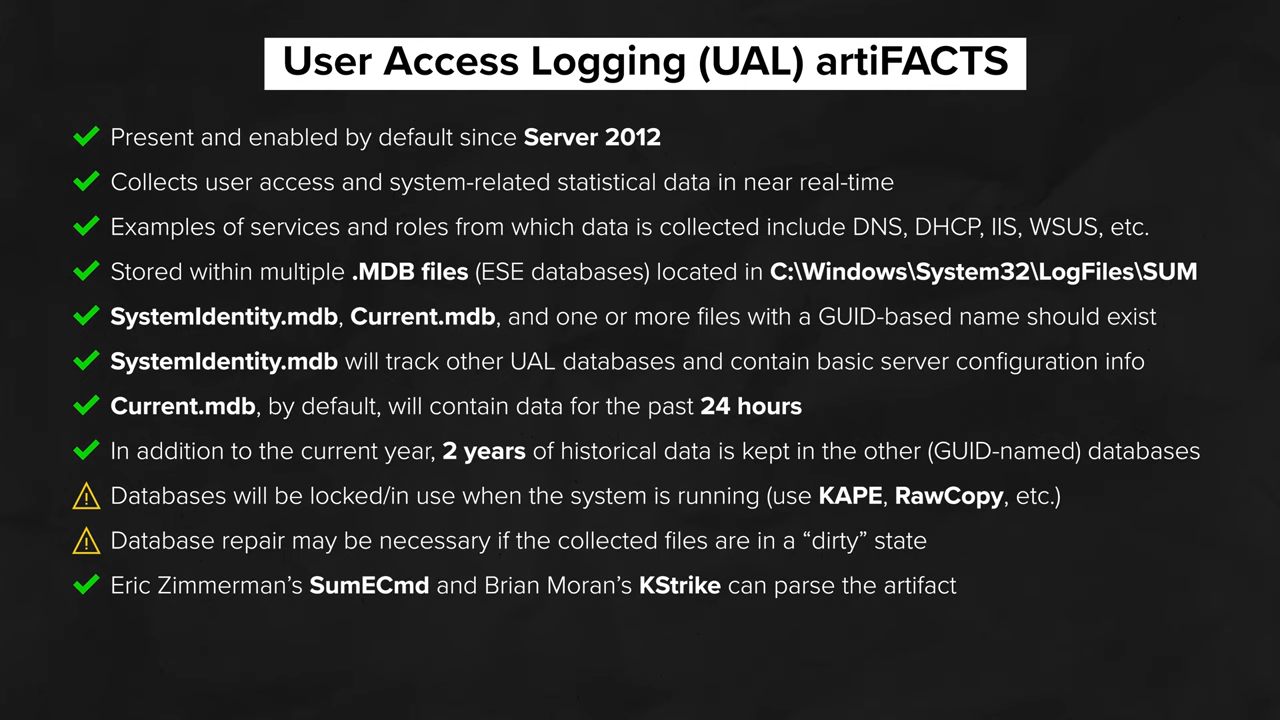 User Access Logging (UAL) artiFACTS
Present and enabled by default since Server 2012
Collects user access and system-related statistical data in near real-time
Examples of services and roles from which data is collected include DNS, DHCP, IIS, WSUS, etc.
Stored within multiple .MDB files (ESE databases) located in C:\Windows\System32\LogFiles\SUM
SystemIdentity.mdb, Current.mdb, and one or more files with a GUID-based name should exist
SystemIdentity.mdb will track other UAL databases and contain basic server configuration info
Current.mdb, by default, will contain data for the past 24 hours
In addition to the current year, 2 years of historical data is kept in the other (GUID-named) databases
Databases will be locked/in use when the system is running (use KAPE, RawCopy, etc.)
Database repair may be necessary if the collected files are in a “dirty” state
Eric Zimmerman’s SumECmd and Brian Moran’s KStrike can parse the artifact